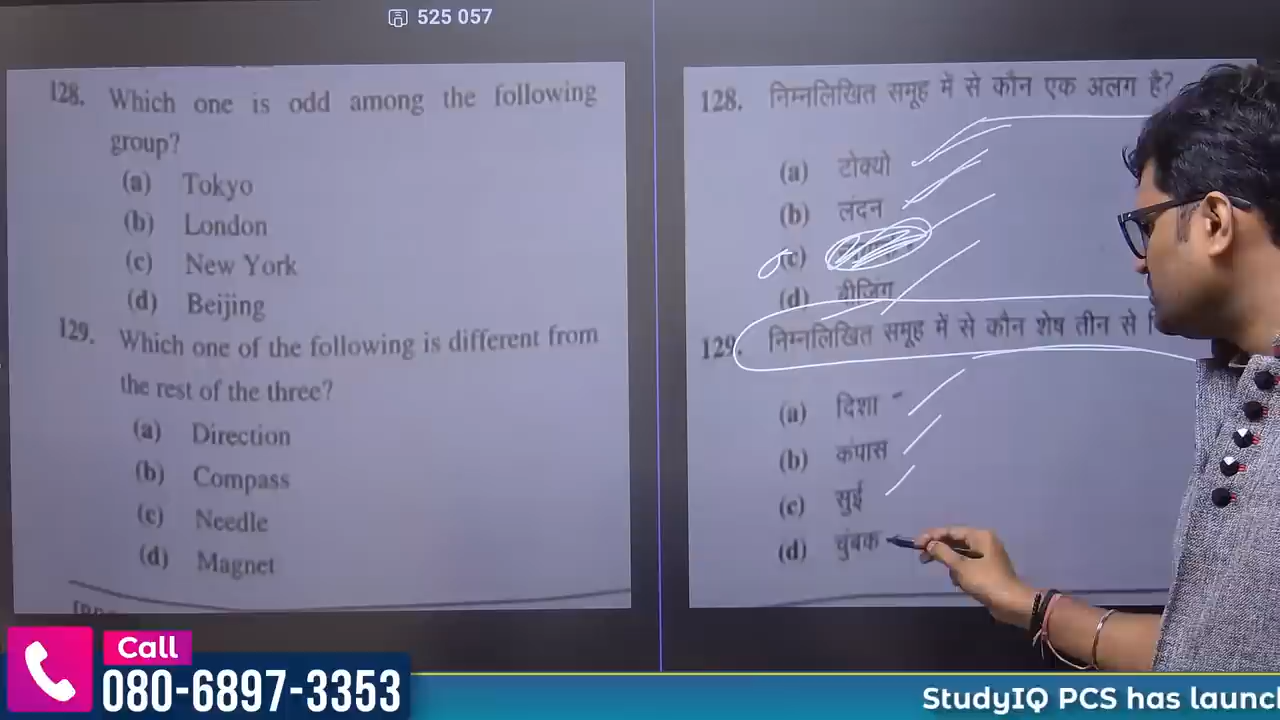 525 057
128. Which one is odd among the following
group?
(a) Tokyo
(b) London
(c) New York
(d) Beijing
129. Which one of the following is different from
the rest of the three?
(a) Direction
(b) Compass
(c) Needle
(d) Magnet
128. निम्नलिखित समूह में से कौन एक अलग है?
(a) टोक्यो
(b) लंदन
(c)
(d) बीजिंग
129. निम्नलिखित समूह में से कौन शेष तीन से
(a) दिशा
(b) कंपास
(c) सुई
(d) चुंबक
Call
080-6897-3353
StudyIQ PCS has launc